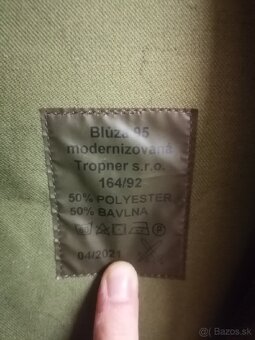 Blúza 95
modernizovaná
Tropner s.r.o.
164/92
50% POLYESTER
50% BAVLNA
04/2021
© Bazos.sk